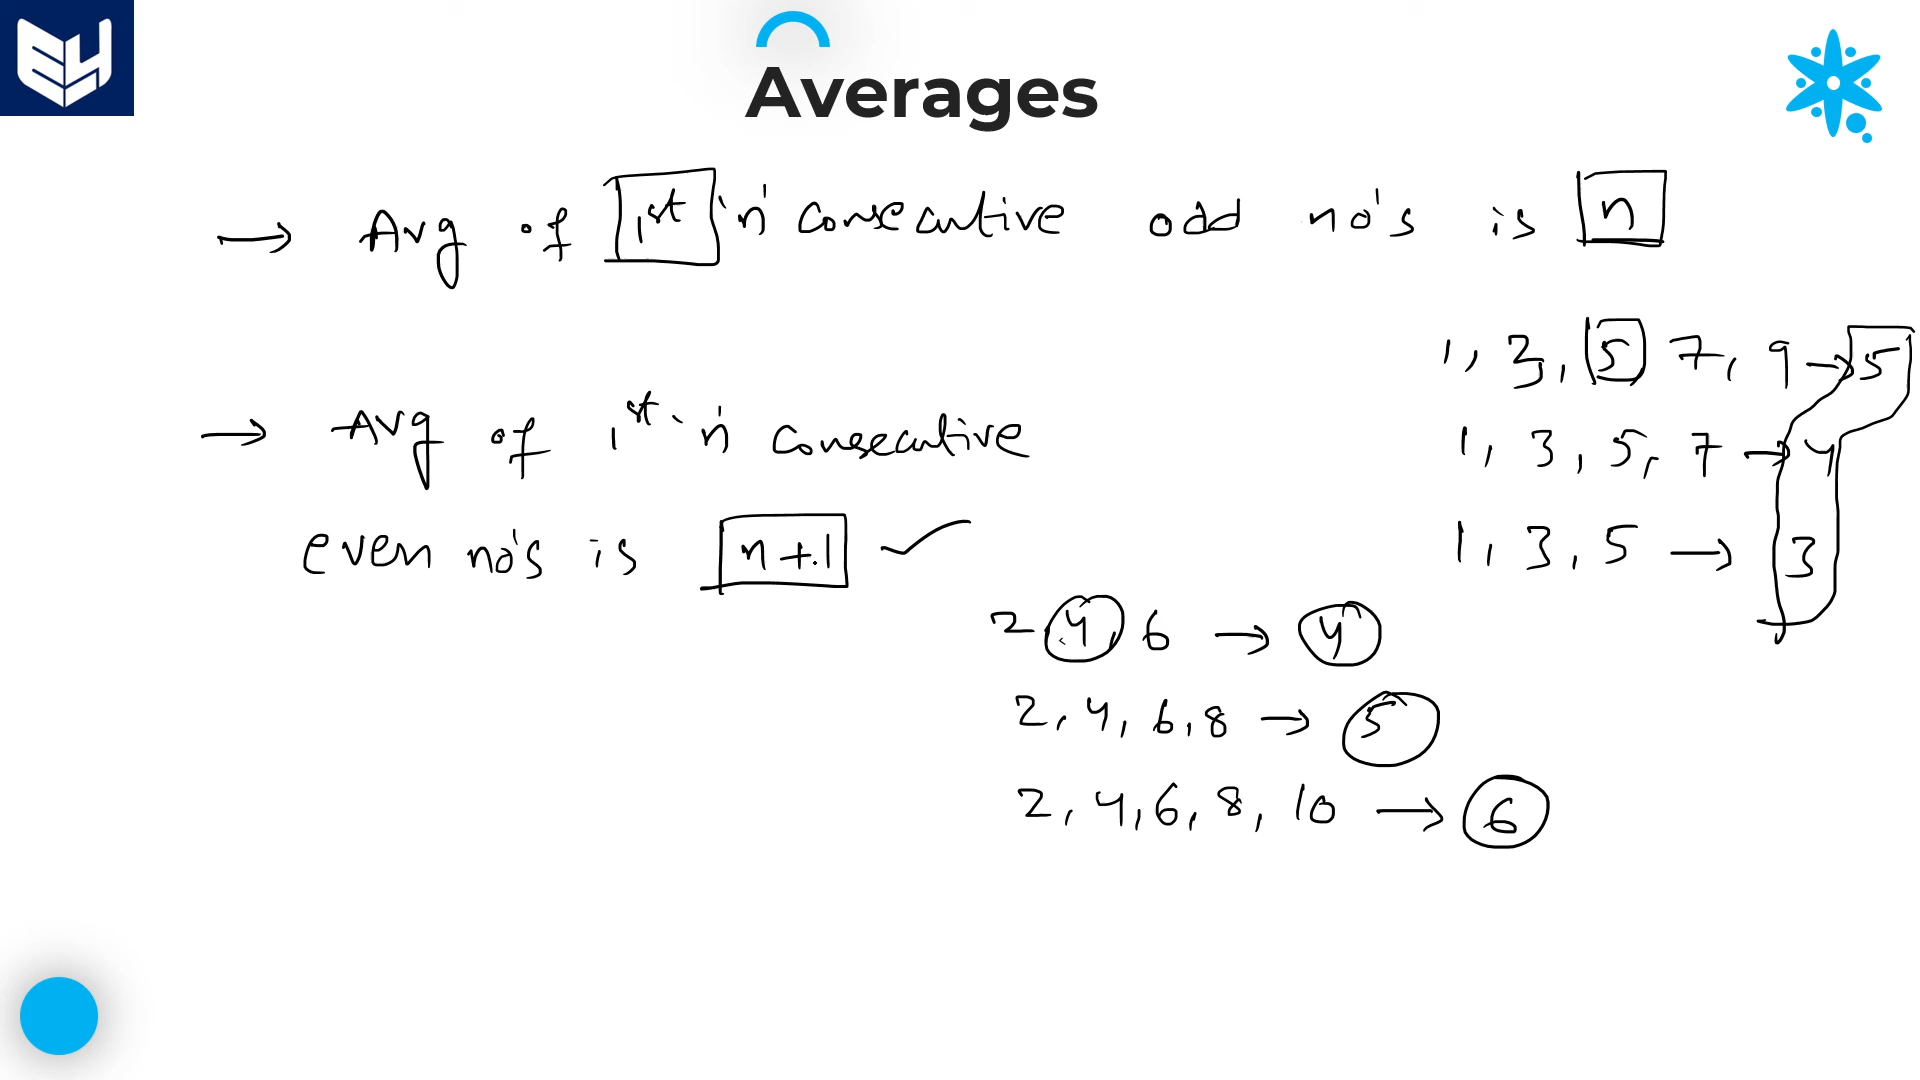 Averages
→ Avg of 1st 'n' consecutive odd no's is n
1, 3, 5 7, 9 → 5
→ Avg of 1st 'n' consecutive
1, 3, 5, 7 → 4
even no's is n+1 ✓
1, 3, 5 → 3
2 4, 6 → 4
2, 4, 6, 8 → 5
2, 4, 6, 8, 10 → 6